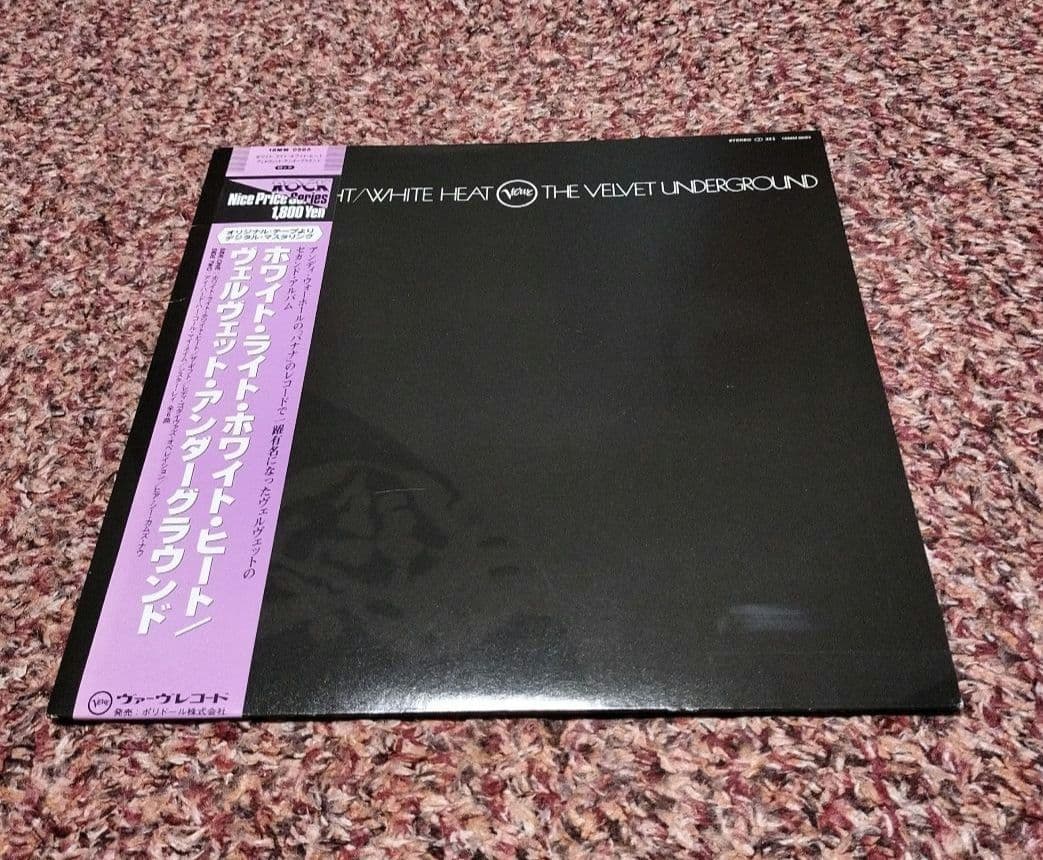 STEREO
HT/WHITE HEAT Verve THE VELVET UNDERGROUND
ROCK
Nice Price Series
1,800 Yen
オリジナル・テープより
デジタル・マスタリング
アンディ・ウォーホールの“バナナ”のレコードで一躍有名になったヴェルヴェットの
セカンド・アルバム
ホワイト・ライト・ホワイト・ヒート/
ヴェルヴェット・アンダーグラウンド
Verve ヴァーヴレコード
発売:ポリドール株式会社